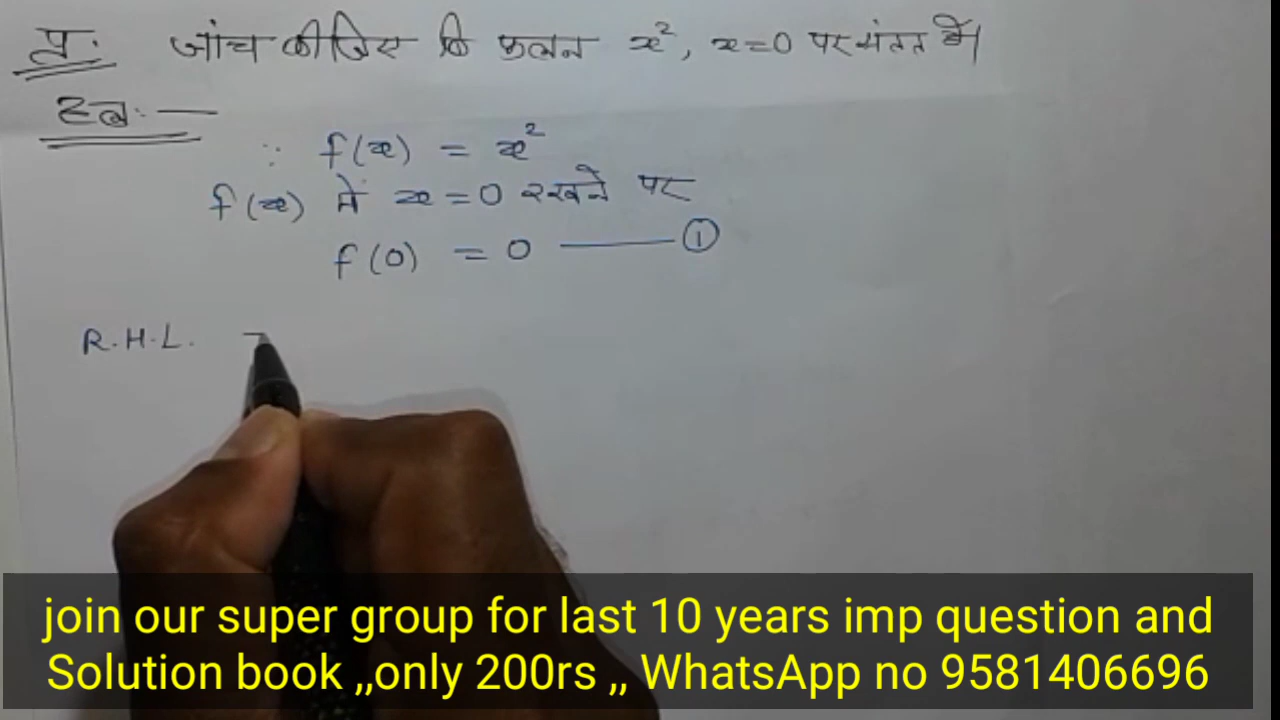 प्र: जांच कीजिए कि फलन x², x=0 पर संतत है।
हल:—
∵ f(x) = x²
f(x) में x=0 रखने पर
f(0) = 0 —— ①
R.H.L.
join our super group for last 10 years imp question and
Solution book ,,only 200rs ,, WhatsApp no 9581406696